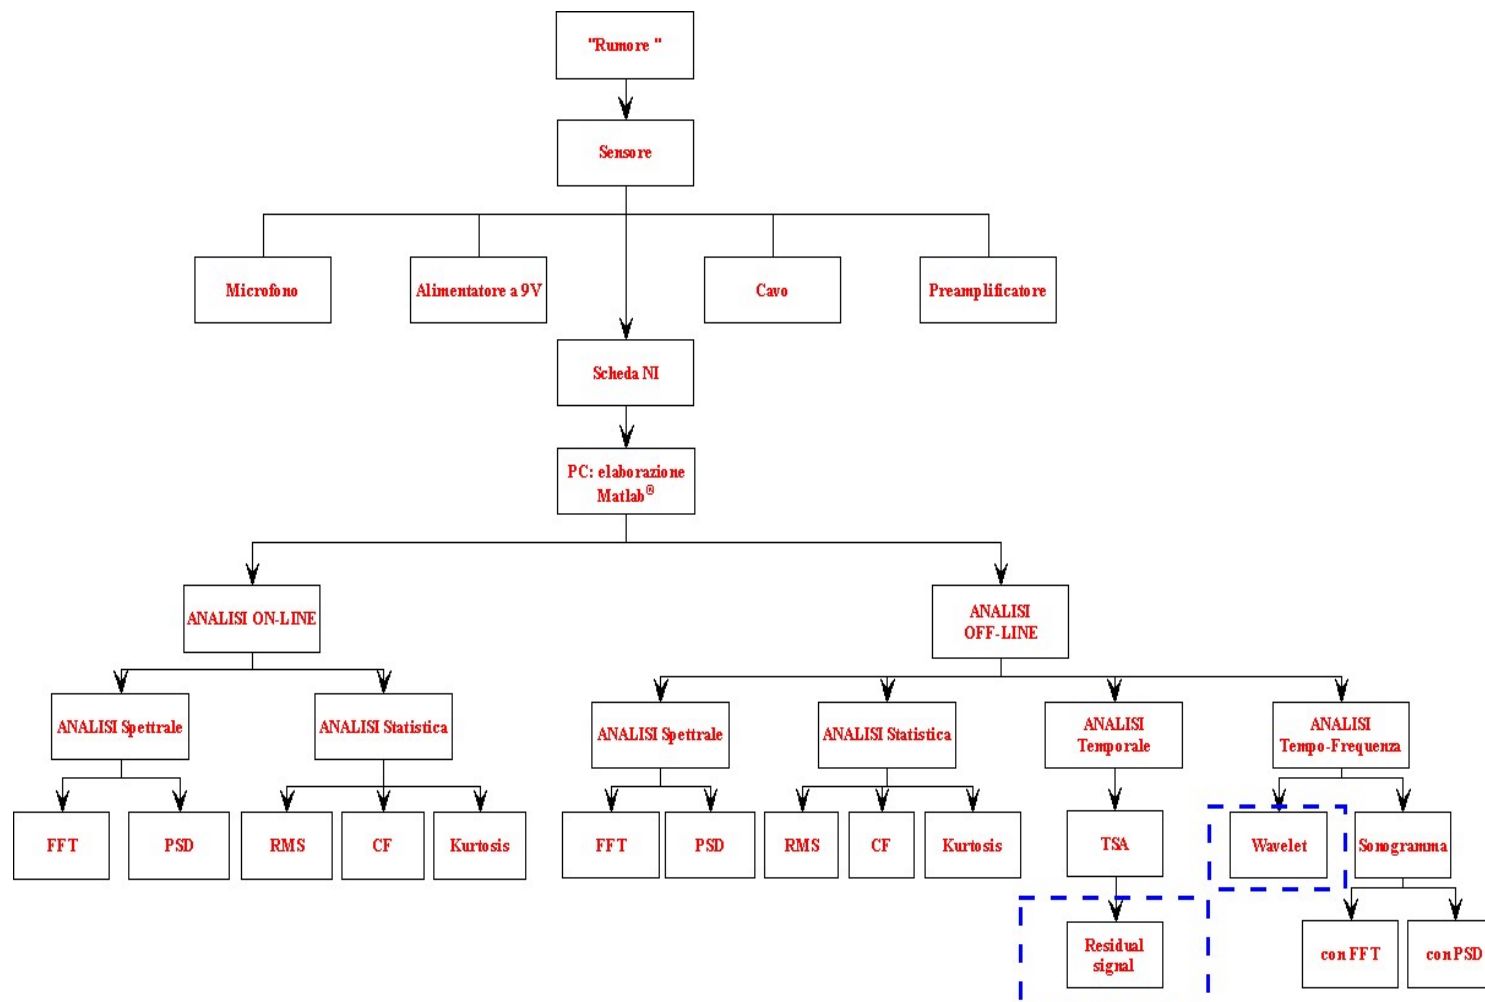 "Rumore "
Sensore
Microfono
Alimentatore a 9V
Cavo
Preamplificatore
Scheda NI
PC: elaborazione
Matlab®
ANALISI ON-LINE
ANALISI
OFF-LINE
ANALISI Spettrale
ANALISI Statistica
ANALISI Spettrale
ANALISI Statistica
ANALISI
Temporale
ANALISI
Tempo-Frequenza
FFT
PSD
RMS
CF
Kurtosis
FFT
PSD
RMS
CF
Kurtosis
TSA
Wavelet
Sonogramma
Residual
signal
con FFT
con PSD